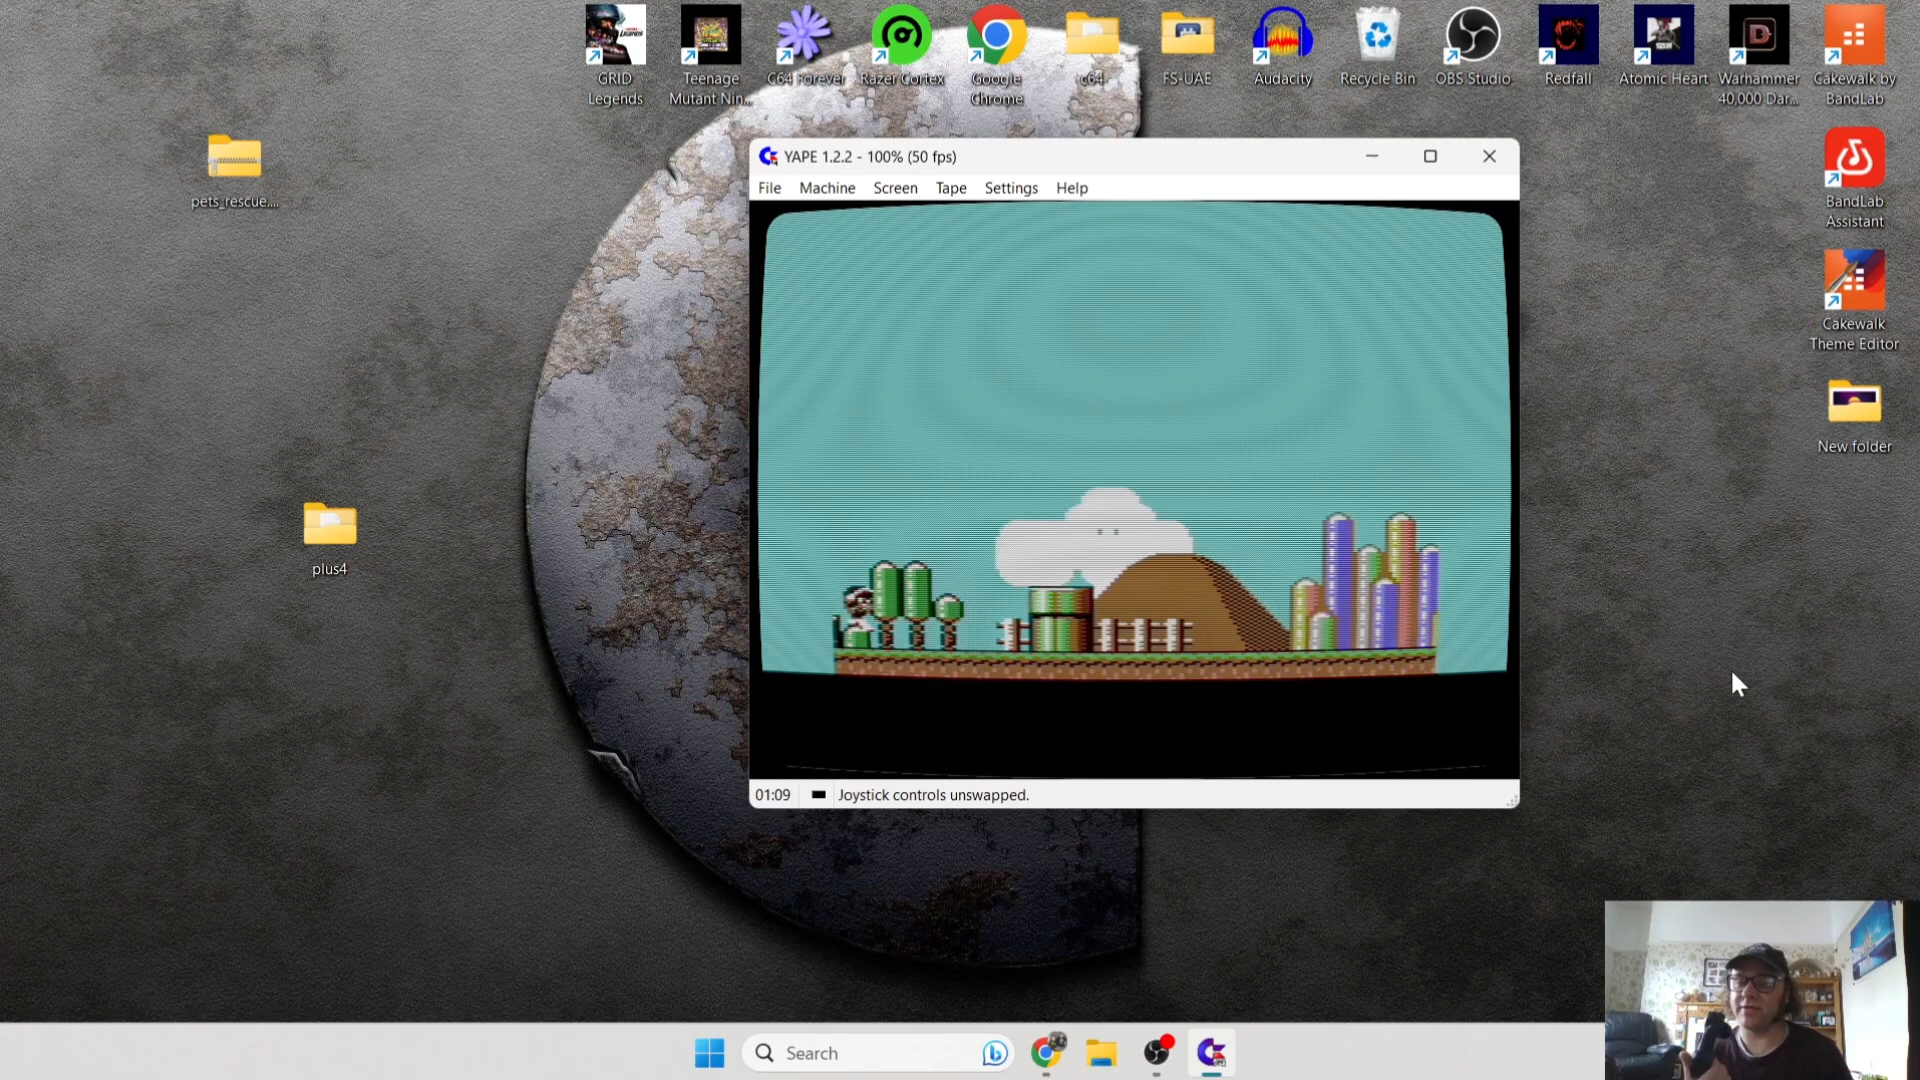 GRID
Legends
Teenage
Mutant Nin...
C64 Forever
Razer Cortex
Google
Chrome
c64
FS-UAE
Audacity
Recycle Bin
OBS Studio
Redfall
Atomic Heart
Warhammer
40,000 Dar...
Cakewalk by
BandLab
pets_rescue....
YAPE 1.2.2 - 100% (50 fps)
File Machine Screen Tape Settings Help
BandLab
Assistant
Cakewalk
Theme Editor
New folder
plus4
01:09 Joystick controls unswapped.
Search